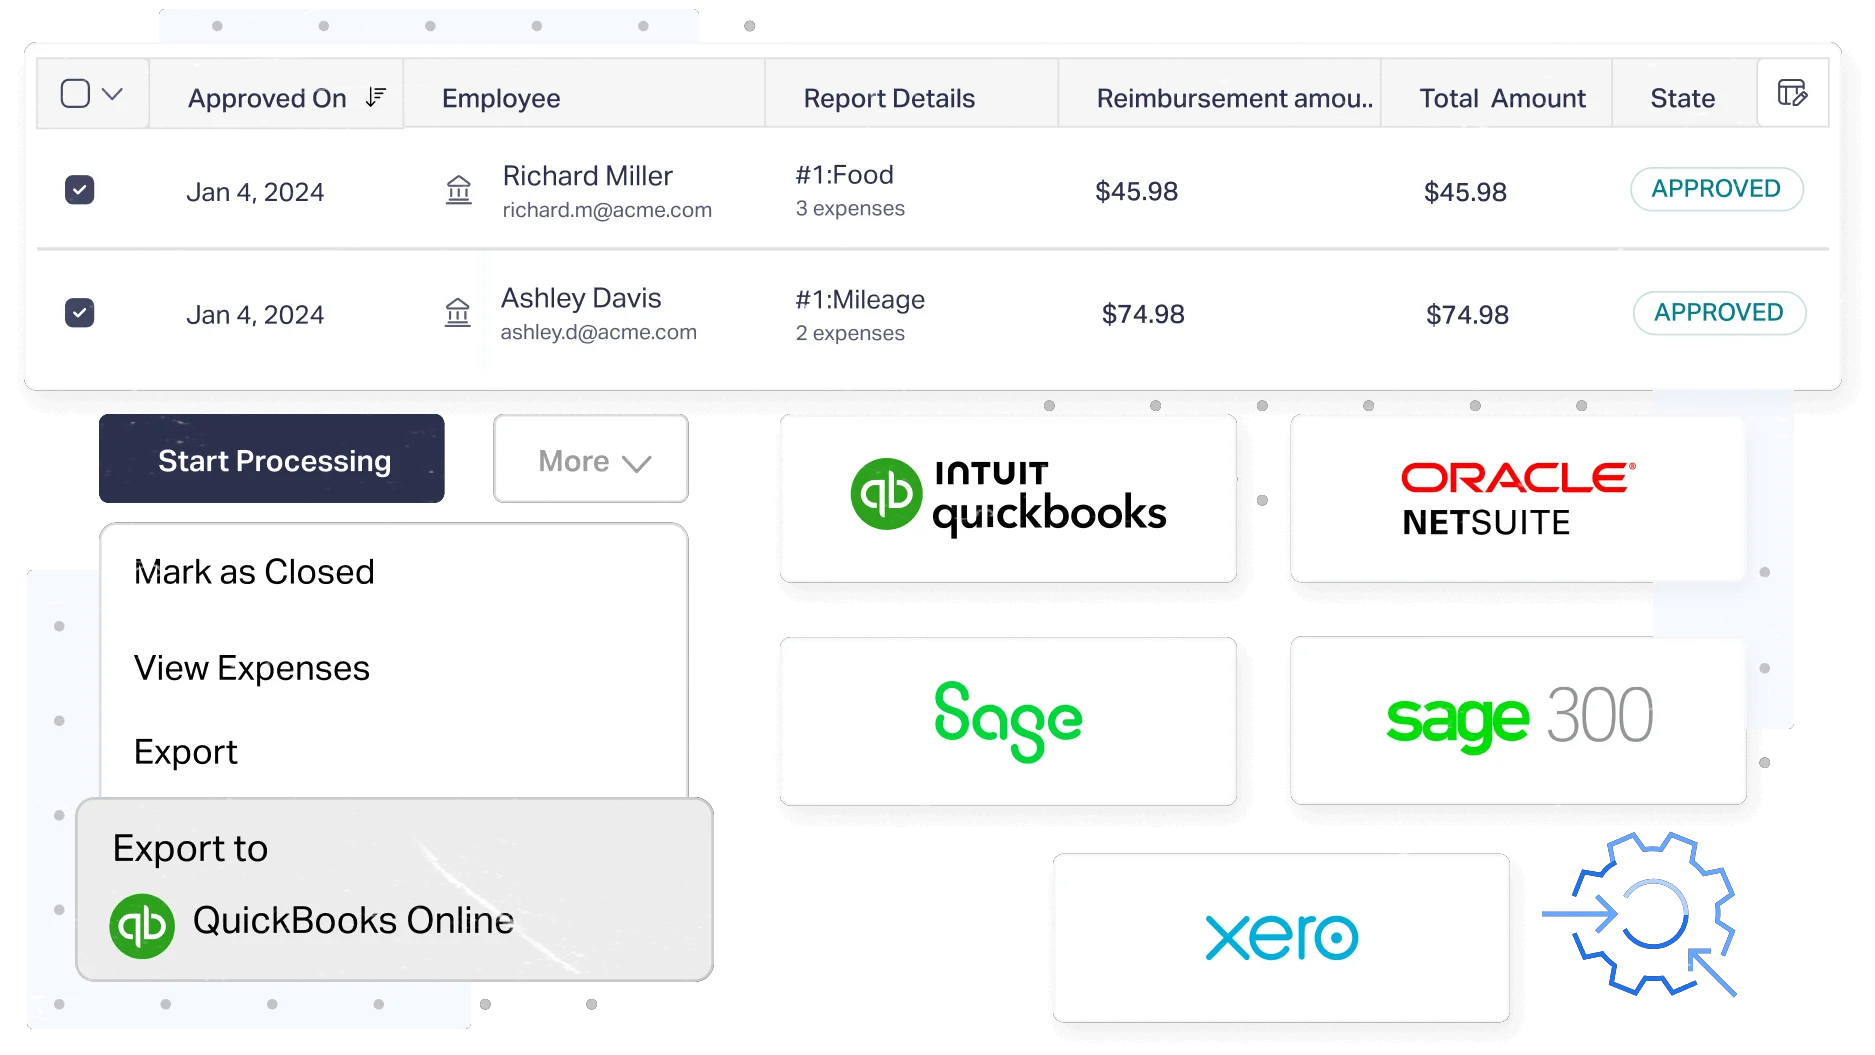 Approved On Employee Report Details Reimbursement amou.. Total Amount State
Jan 4, 2024 Richard Miller #1:Food $45.98 $45.98 APPROVED
richard.m@acme.com 3 expenses
Jan 4, 2024 Ashley Davis #1:Mileage $74.98 $74.98 APPROVED
ashley.d@acme.com 2 expenses
Start Processing More
Mark as Closed
View Expenses
Export
Export to
qb QuickBooks Online
qb INTUIT
quickbooks
ORACLE®
NETSUITE
Sage
sage 300
xero